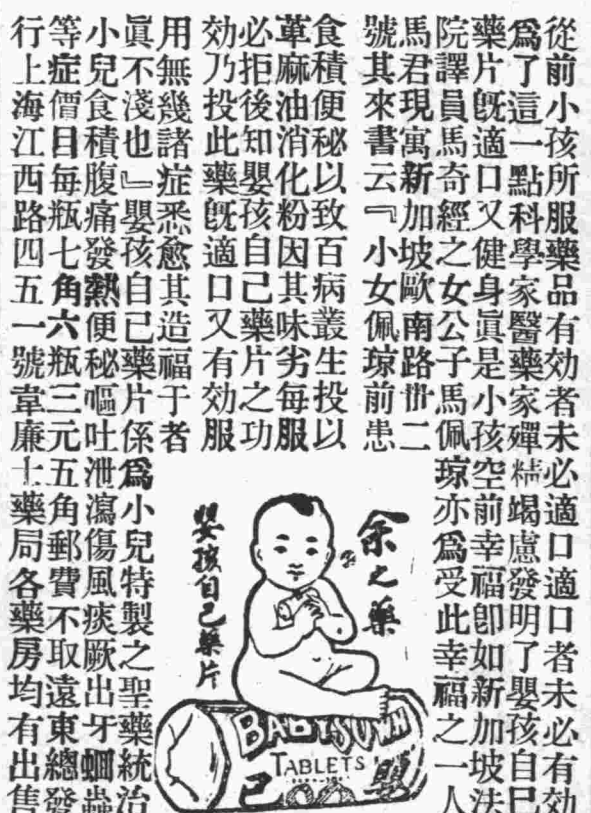 從前小孩所服藥品有効者未必適口適口者未必有効
爲了這一點科學家醫藥家殫精竭慮發明了嬰孩自己
藥片旣適口又健身眞是小孩空前幸福卽如新加坡法
院譯員馬奇經之女公子馬佩琼亦爲受此幸福之一人
馬君現寓新加坡歐南路卅二
號其來書云『小女佩琼前患
食積便秘以致百病叢生投以
萆麻油消化粉因其味劣每服
必拒後知嬰孩自己藥片之功
効乃投此藥旣適口又有効服
用無幾諸症悉愈其造福于者
眞不淺也』嬰孩自己藥片係爲小兒特製之聖藥統治
小兒食積腹痛發熱便秘嘔吐泄瀉傷風痰厥出牙蛔蟲
等症價目每瓶七角六瓶三元五角郵費不取遠東總發
行上海江西路四五一號韋廉士藥局各藥房均有出售
余之藥
嬰孩自己藥片
BABY'S OWN
TABLETS
嬰
己